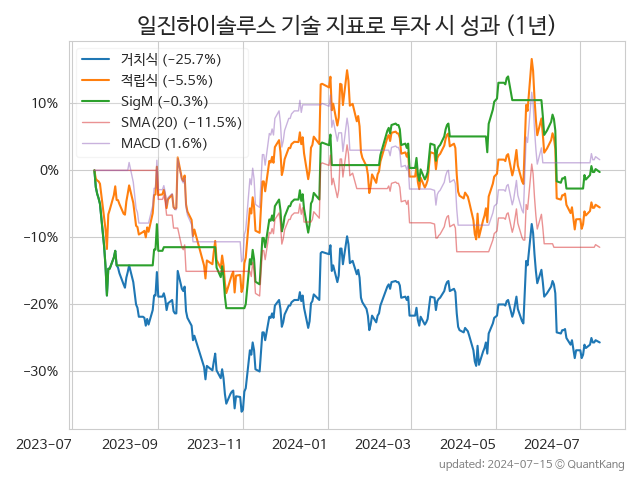 일진하이솔루스 기술 지표로 투자 시 성과 (1년)
거치식 (−25.7%)
적립식 (−5.5%)
SigM (−0.3%)
SMA(20) (−11.5%)
MACD (1.6%)
10%
0%
−10%
−20%
−30%
2023-07 2023-09 2023-11 2024-01 2024-03 2024-05 2024-07
updated: 2024-07-15 © QuantKang